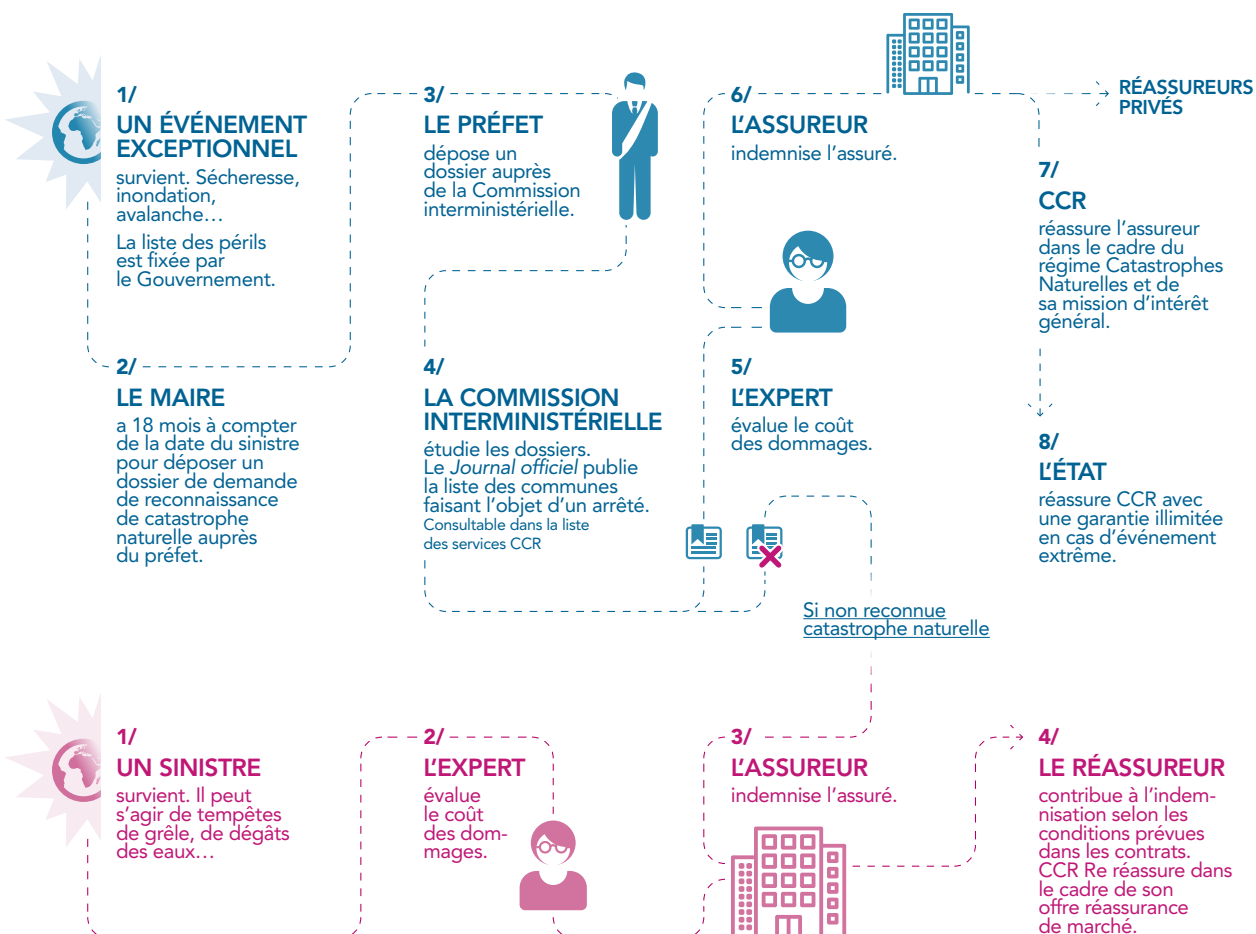 1/
UN ÉVÉNEMENT
EXCEPTIONNEL
survient. Sécheresse,
inondation,
avalanche…
La liste des périls
est fixée par
le Gouvernement.
2/
LE MAIRE
a 18 mois à compter
de la date du sinistre
pour déposer un
dossier de demande
de reconnaissance
de catastrophe
naturelle auprès
du préfet.
3/
LE PRÉFET
dépose un
dossier auprès
de la Commission
interministérielle.
4/
LA COMMISSION
INTERMINISTÉRIELLE
étudie les dossiers.
Le Journal officiel publie
la liste des communes
faisant l’objet d’un arrêté.
Consultable dans la liste
des services CCR
5/
L’EXPERT
évalue le coût
des dommages.
6/
L’ASSUREUR
indemnise l’assuré.
RÉASSUREURS
PRIVÉS
7/
CCR
réassure l’assureur
dans le cadre du
régime Catastrophes
Naturelles et de
sa mission d’intérêt
général.
8/
L’ÉTAT
réassure CCR avec
une garantie illimitée
en cas d’événement
extrême.
Si non reconnue
catastrophe naturelle
1/
UN SINISTRE
survient. Il peut
s’agir de tempêtes
de grêle, de dégâts
des eaux…
2/
L’EXPERT
évalue
le coût
des dom-
mages.
3/
L’ASSUREUR
indemnise l’assuré.
4/
LE RÉASSUREUR
contribue à l’indem-
nisation selon les
conditions prévues
dans les contrats.
CCR Re réassure dans
le cadre de son
offre réassurance
de marché.